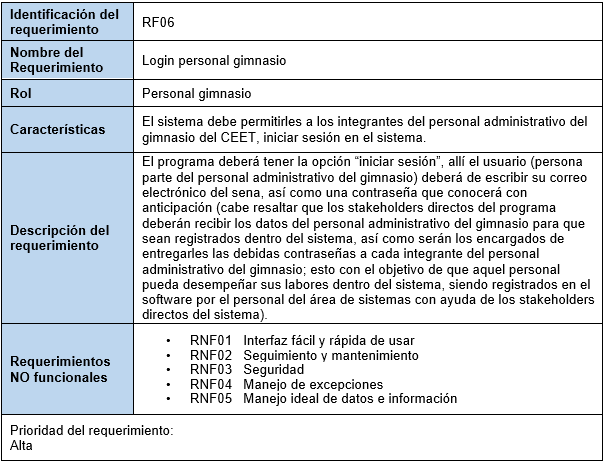 Identificación del
requerimiento
RF06
Nombre del
Requerimiento
Login personal gimnasio
Rol
Personal gimnasio
Características
El sistema debe permitirles a los integrantes del personal administrativo del
gimnasio del CEET, iniciar sesión en el sistema.
Descripción del
requerimiento
El programa deberá tener la opción “iniciar sesión”, allí el usuario (persona
parte del personal administrativo del gimnasio) deberá de escribir su correo
electrónico del sena, así como una contraseña que conocerá con
anticipación (cabe resaltar que los stakeholders directos del programa
deberán recibir los datos del personal administrativo del gimnasio para que
sean registrados dentro del sistema, así como serán los encargados de
entregarles las debidas contraseñas a cada integrante del personal
administrativo del gimnasio; esto con el objetivo de que aquel personal
pueda desempeñar sus labores dentro del sistema, siendo registrados en el
software por el personal del área de sistemas con ayuda de los stakeholders
directos del sistema).
Requerimientos
NO funcionales
• RNF01 Interfaz fácil y rápida de usar
• RNF02 Seguimiento y mantenimiento
• RNF03 Seguridad
• RNF04 Manejo de excepciones
• RNF05 Manejo ideal de datos e información
Prioridad del requerimiento:
Alta